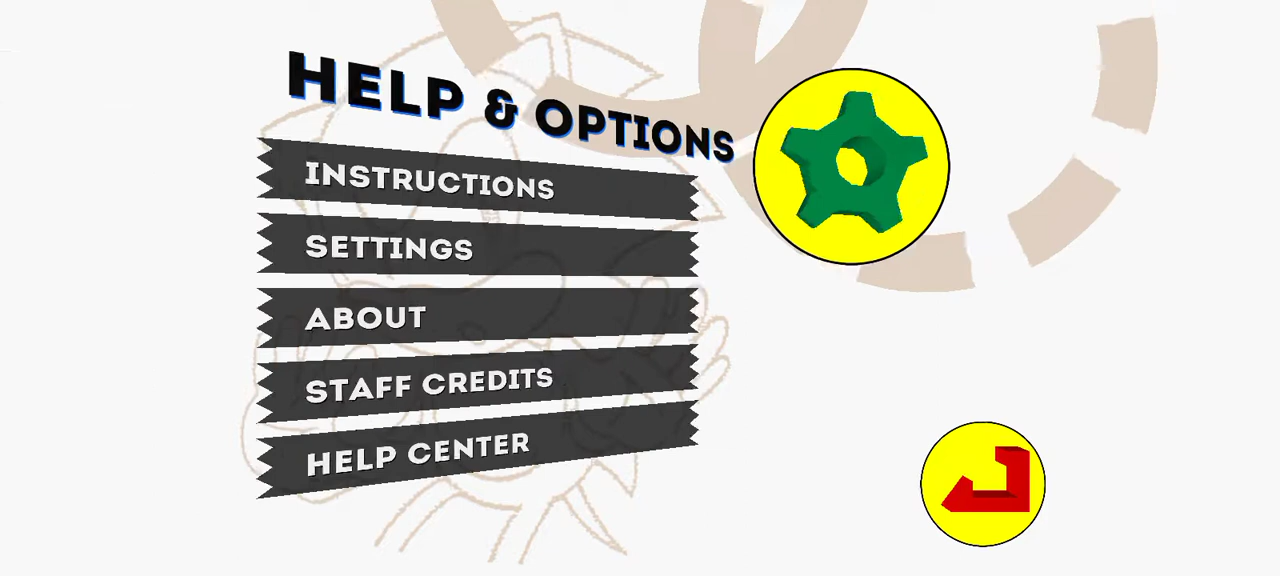 HELP & OPTIONS
INSTRUCTIONS
SETTINGS
ABOUT
STAFF CREDITS
HELP CENTER